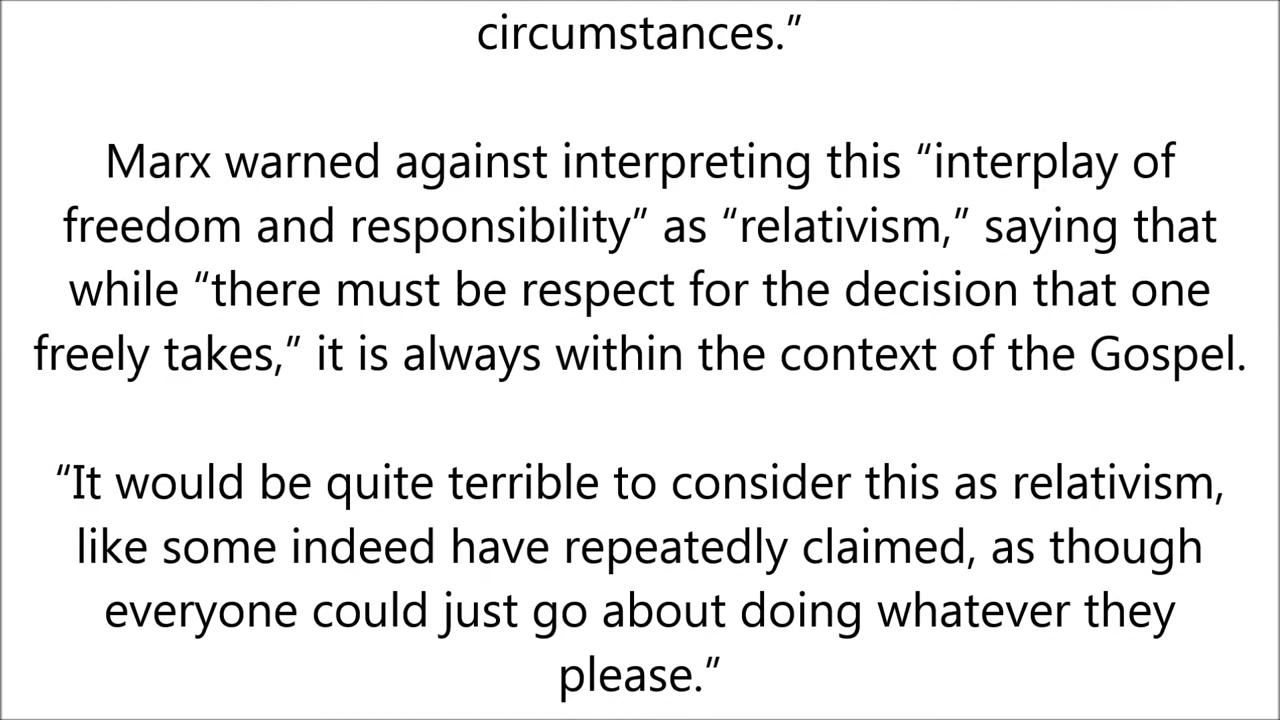 circumstances.”
Marx warned against interpreting this “interplay of
freedom and responsibility” as “relativism,” saying that
while “there must be respect for the decision that one
freely takes,” it is always within the context of the Gospel.
“It would be quite terrible to consider this as relativism,
like some indeed have repeatedly claimed, as though
everyone could just go about doing whatever they
please.”